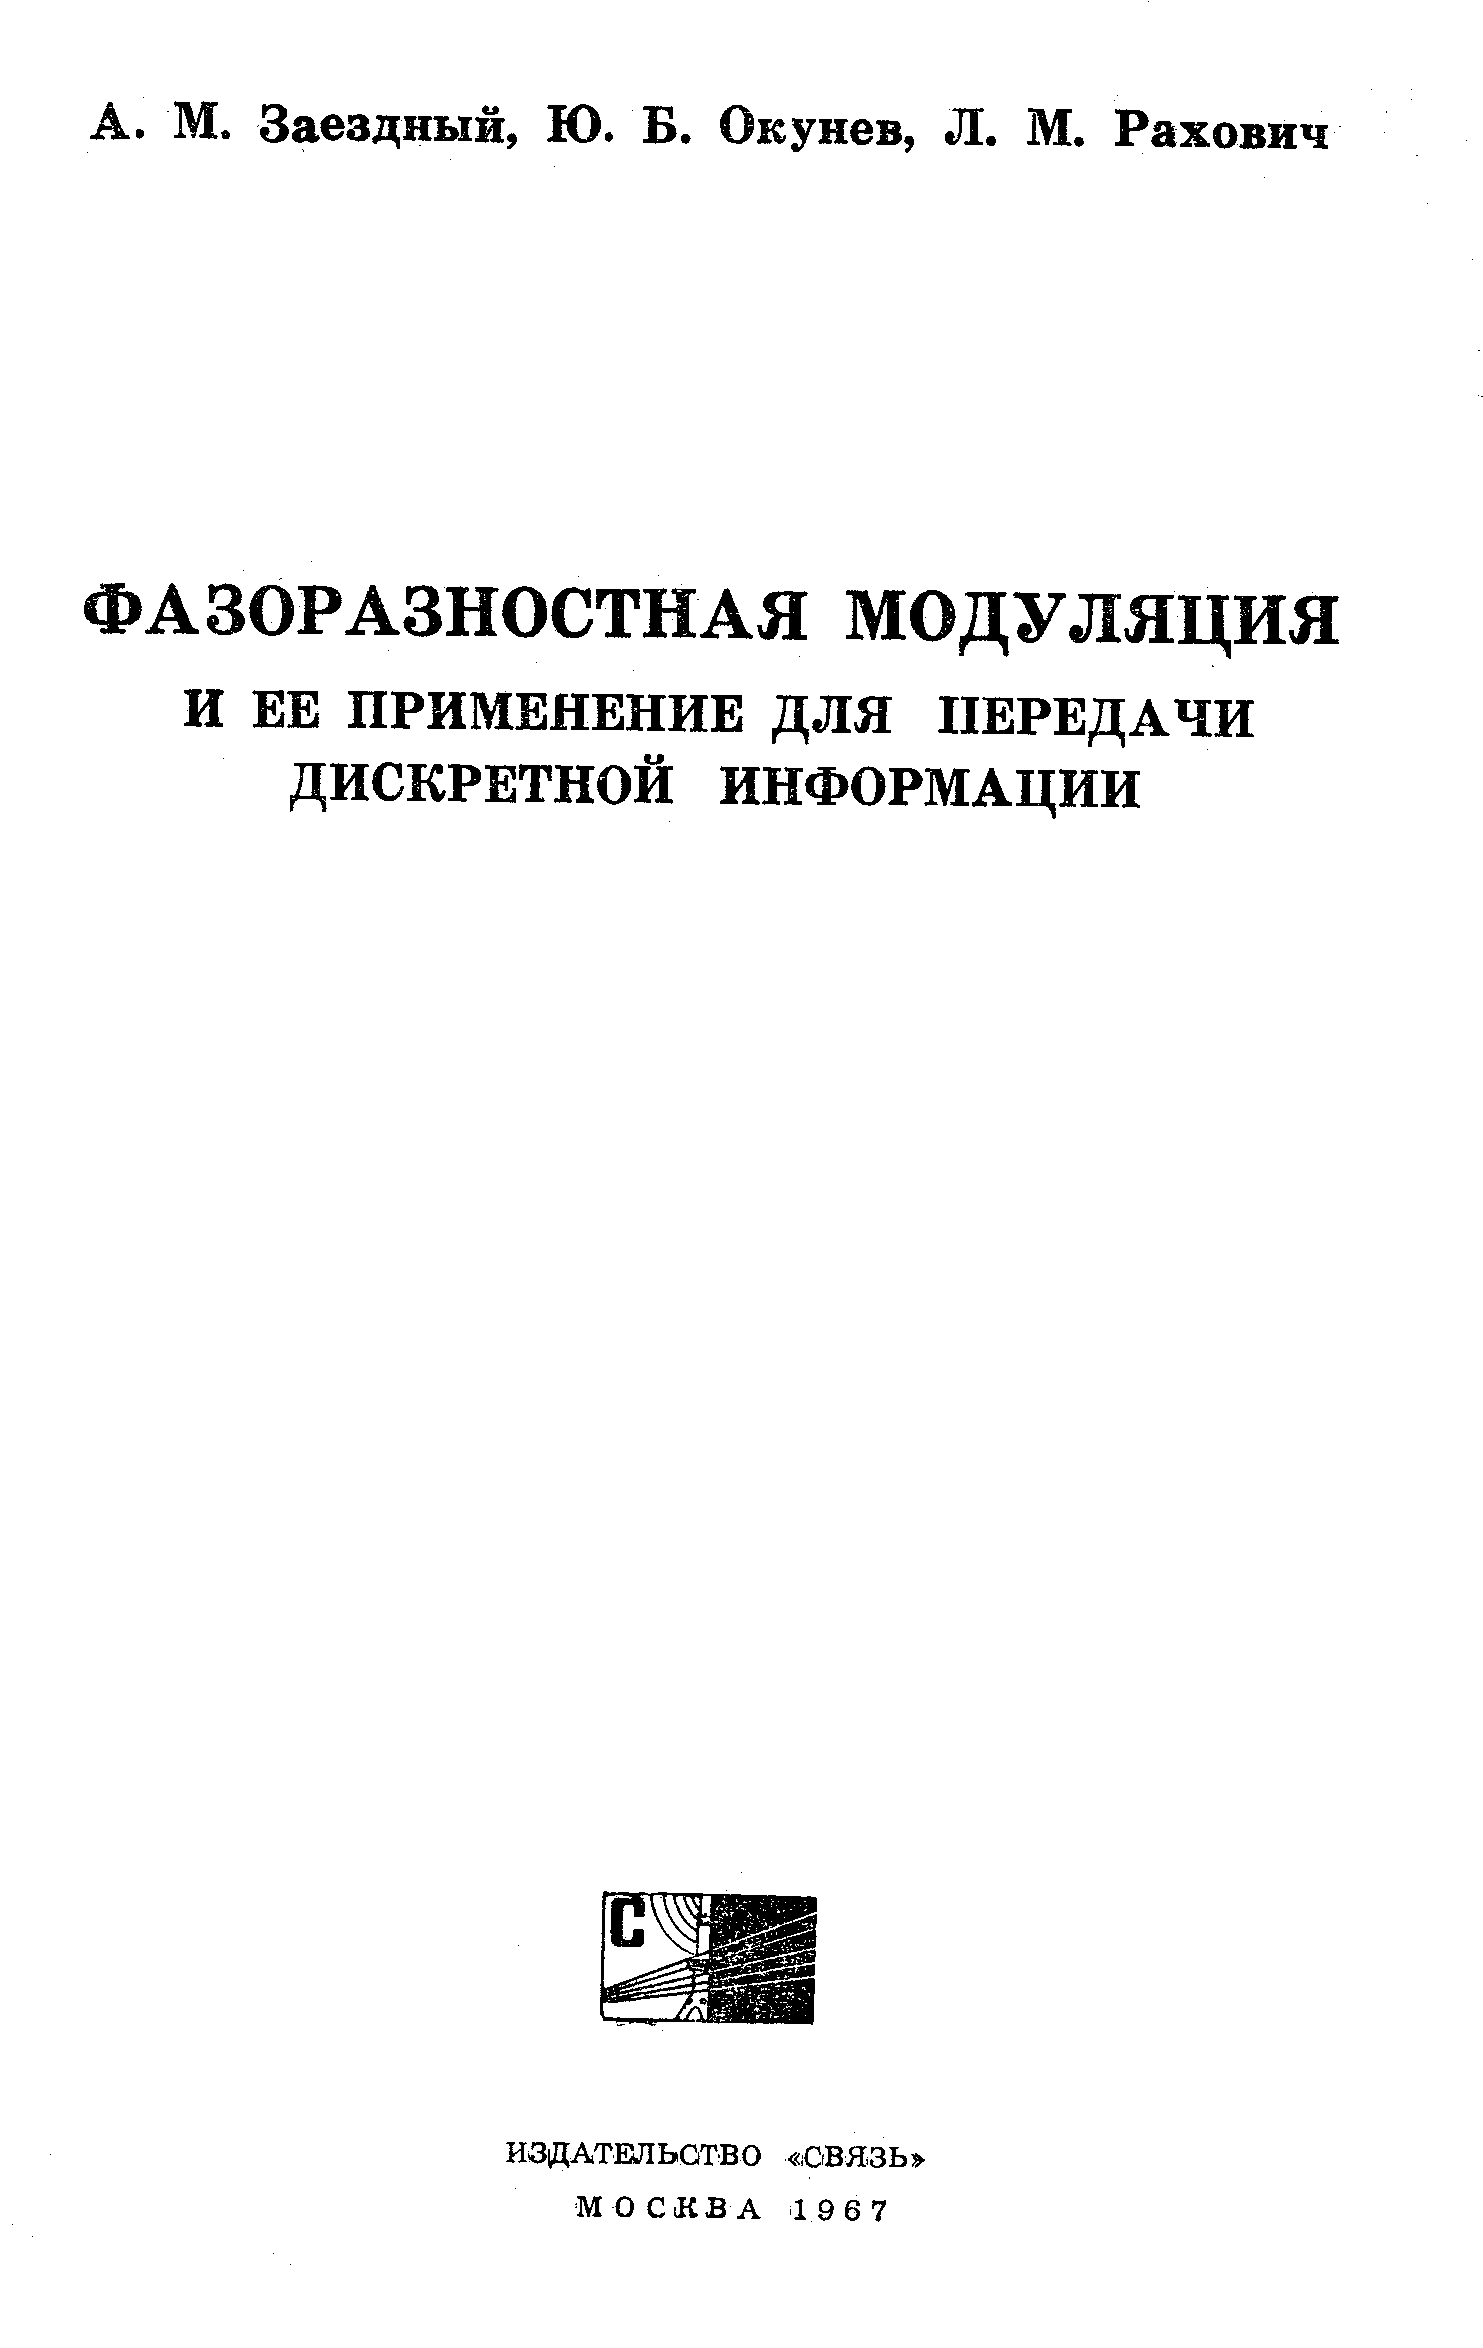 А. М. Заездный, Ю. Б. Окунев, Л. М. Рахович
ФАЗОРАЗНОСТНАЯ МОДУЛЯЦИЯ
И ЕЕ ПРИМЕНЕНИЕ ДЛЯ ПЕРЕДАЧИ
ДИСКРЕТНОЙ ИНФОРМАЦИИ
С
ИЗДАТЕЛЬСТВО «СВЯЗЬ»
МОСКВА 1967